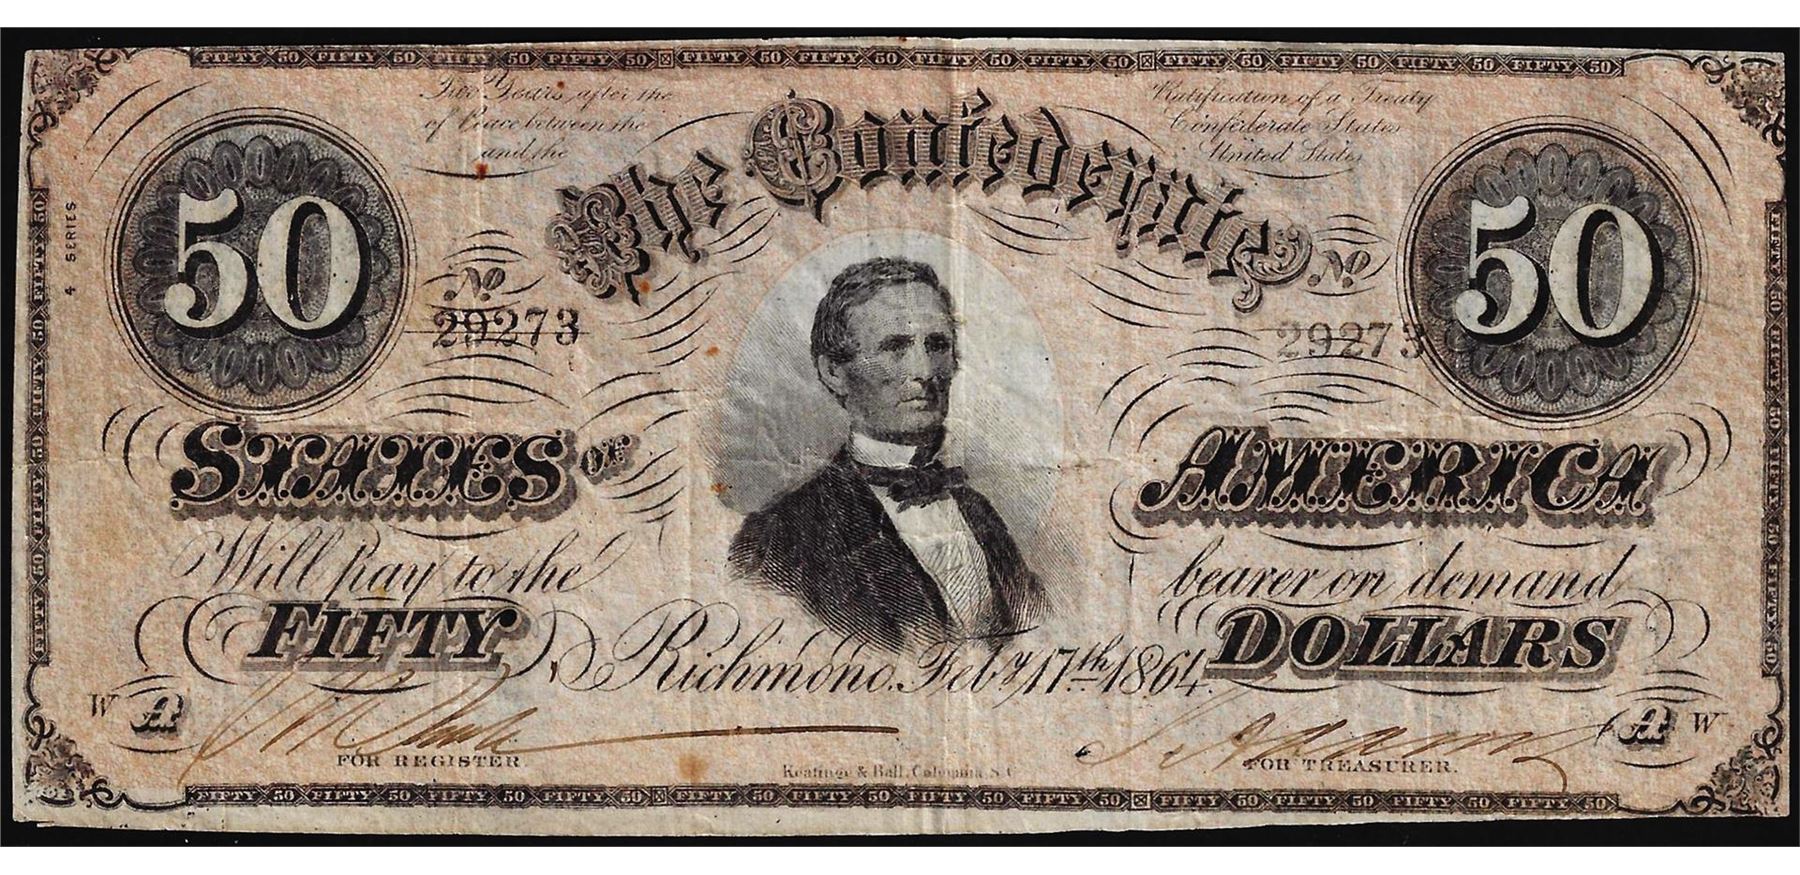 FIFTY 50 FIFTY 50 FIFTY 50 FIFTY 50 FIFTY 50 FIFTY 50 FIFTY 50 FIFTY 50 FIFTY 50 FIFTY 50 FIFTY 50 FIFTY 50
Two Years after the Ratification of a Treaty
of Peace between the Confederate States
and the United States
The Confederate
4 SERIES
50 50
No No
29273 29273
STATES OF AMERICA
Will pay to the bearer on demand
FIFTY DOLLARS
Richmond Feby 17th 1864.
W A A W
FOR REGISTER FOR TREASURER.
Keatinge & Ball, Columbia, S.C.
FIFTY 50 FIFTY 50 FIFTY 50 FIFTY 50 FIFTY 50 FIFTY 50 FIFTY 50 FIFTY 50 FIFTY 50 FIFTY 50 FIFTY 50 FIFTY 50